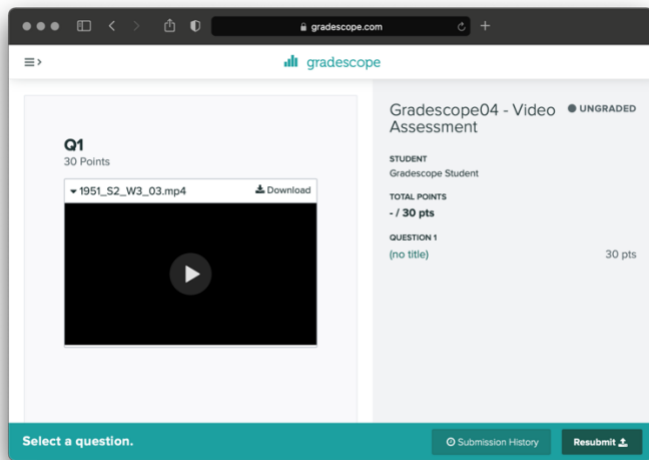 gradescope.com
gradescope
Q1
30 Points
1951_S2_W3_03.mp4
Download
Gradescope04 - Video
Assessment
UNGRADED
STUDENT
Gradescope Student
TOTAL POINTS
- / 30 pts
QUESTION 1
(no title)
30 pts
Select a question.
Submission History
Resubmit